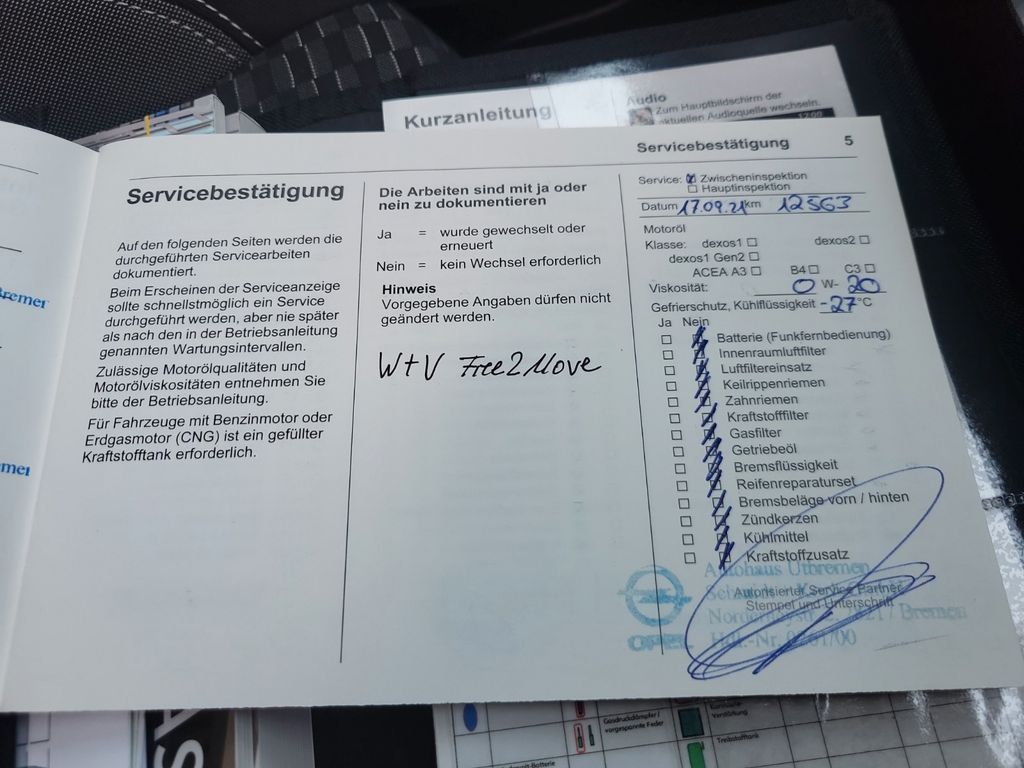 Kurzanleitung
Audio
Zum Hauptbildschirm der
aktuellen Audioquelle wechseln.
12:00
Servicebestätigung 5
Servicebestätigung
Auf den folgenden Seiten werden die
durchgeführten Servicearbeiten
dokumentiert.
Beim Erscheinen der Serviceanzeige
sollte schnellstmöglich ein Service
durchgeführt werden, aber nie später
als nach den in der Betriebsanleitung
genannten Wartungsintervallen.
Zulässige Motorölqualitäten und
Motorölviskositäten entnehmen Sie
bitte der Betriebsanleitung.
Für Fahrzeuge mit Benzinmotor oder
Erdgasmotor (CNG) ist ein gefüllter
Kraftstofftank erforderlich.
Die Arbeiten sind mit ja oder
nein zu dokumentieren
Ja = wurde gewechselt oder
erneuert
Nein = kein Wechsel erforderlich
Hinweis
Vorgegebene Angaben dürfen nicht
geändert werden.
W+V Free2Move
Service: Zwischeninspektion
Hauptinspektion
Datum 17.09.21 km 12563
Motoröl
Klasse: dexos1 dexos2
dexos1 Gen2
ACEA A3 B4 C3
Viskosität: 0 W- 20
Gefrierschutz, Kühlflüssigkeit -27 °C
Ja Nein
Batterie (Funkfernbedienung)
Innenraumluftfilter
Luftfiltereinsatz
Keilrippenriemen
Zahnriemen
Kraftstofffilter
Gasfilter
Getriebeöl
Bremsflüssigkeit
Reifenreparaturset
Bremsbeläge vorn / hinten
Zündkerzen
Kühlmittel
Kraftstoffzusatz
Autohaus Utbremen
Autorisierter Service Partner
Stempel und Unterschrift
Bremen
OPEL
Bremer
Gasdruckdämpfer /
vorgespannte Feder
Treibstofftank